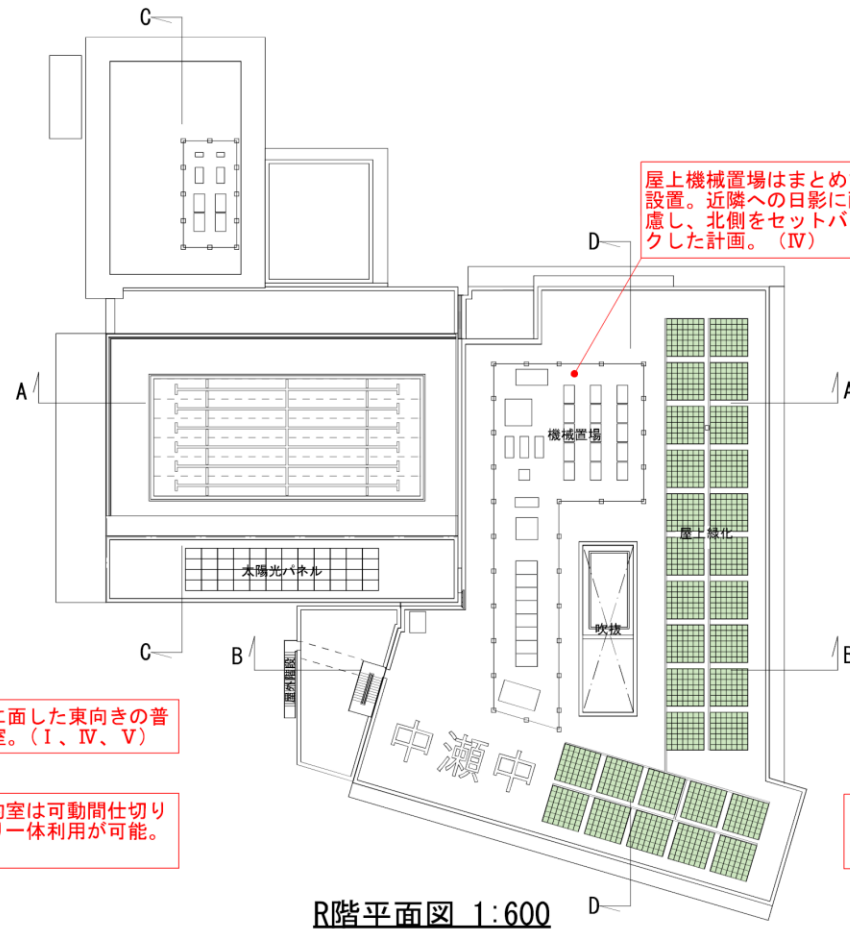 C
屋上機械置場はまとめ
設置。近隣への日影に
慮し、北側をセットバ
クした計画。（Ⅳ）
D
A
A
機械置場
屋上緑化
太陽光パネル
吹抜
C
B
屋外階段
B
に面した東向きの普
室。（Ⅰ、Ⅳ、Ⅴ）
中瀬中
室は可動間仕切り
リ一体利用が可能。
D
R階平面図 1:600